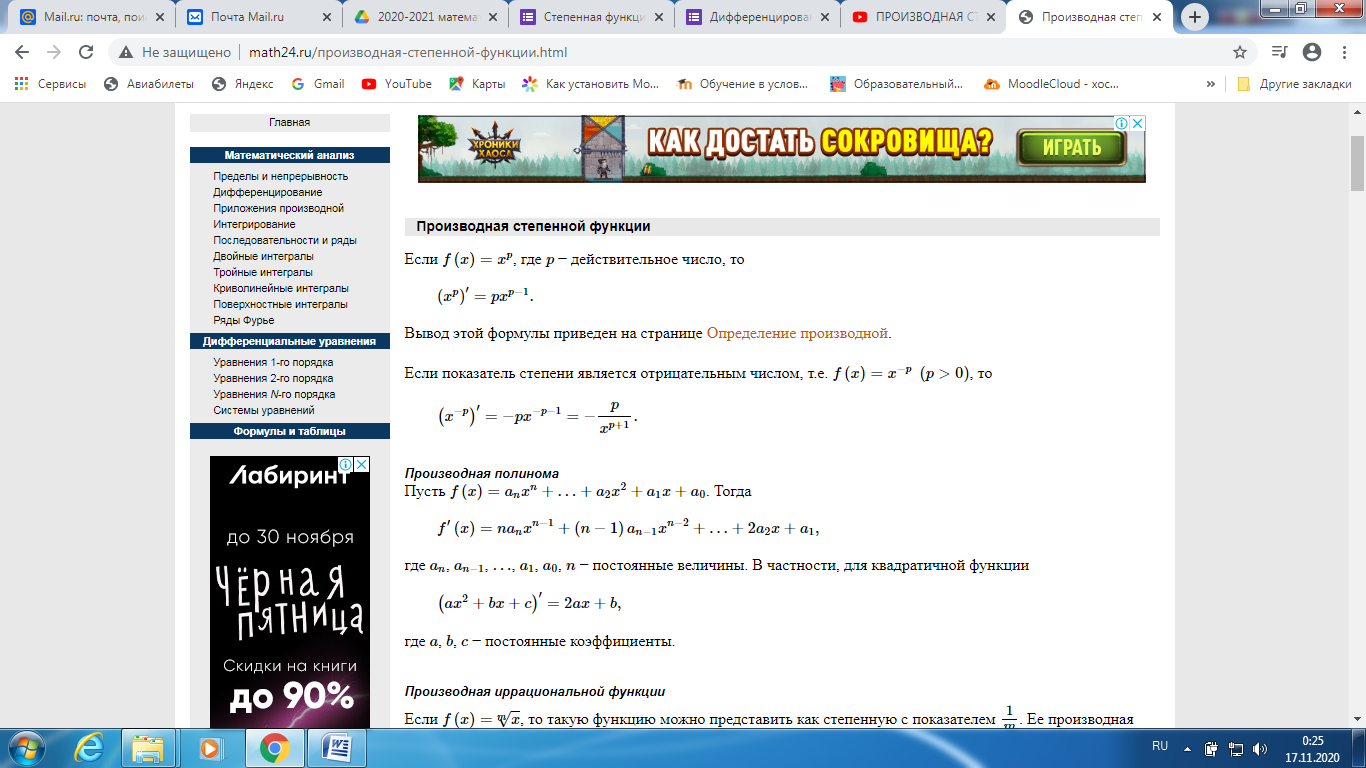 Mail.ru: почта, пои
Почта Mail.ru
2020-2021 матема
Степенная функци
Дифференцирова
ПРОИЗВОДНАЯ СТ
Производная степ
Не защищено
math24.ru/производная-степенной-функции.html
Сервисы
Авиабилеты
Яндекс
Gmail
YouTube
Карты
Как установить Mo...
Обучение в услов...
Образовательный...
MoodleCloud - хос...
»
Другие закладки
Главная
Математический анализ
Пределы и непрерывность
Дифференцирование
Приложения производной
Интегрирование
Последовательности и ряды
Двойные интегралы
Тройные интегралы
Криволинейные интегралы
Поверхностные интегралы
Ряды Фурье
Дифференциальные уравнения
Уравнения 1-го порядка
Уравнения 2-го порядка
Уравнения N-го порядка
Системы уравнений
Формулы и таблицы
Лабиринт
до 30 ноября
ЧЁРНАЯ
ПЯТНИЦА
Скидки на книги
до 90%
ХРОНИКИ
ХАОСА
КАК ДОСТАТЬ СОКРОВИЩА?
ИГРАТЬ
Производная степенной функции
Если f (x) = x^p, где p − действительное число, то
(x^p)′ = px^{p−1}.
Вывод этой формулы приведен на странице Определение производной.
Если показатель степени является отрицательным числом, т.е. f (x) = x^{−p} (p > 0), то
(x^{−p})′ = −px^{−p−1} = −p/x^{p+1}.
Производная полинома
Пусть f (x) = a_n x^n + … + a_2 x^2 + a_1 x + a_0. Тогда
f′ (x) = na_n x^{n−1} + (n − 1) a_{n−1} x^{n−2} + … + 2a_2 x + a_1,
где a_n, a_{n−1}, …, a_1, a_0, n − постоянные величины. В частности, для квадратичной функции
(ax^2 + bx + c)′ = 2ax + b,
где a, b, c − постоянные коэффициенты.
Производная иррациональной функции
Если f (x) = \sqrt[m]{x}, то такую функцию можно представить как степенную с показателем 1/m. Ее производная
RU
0:25
17.11.2020